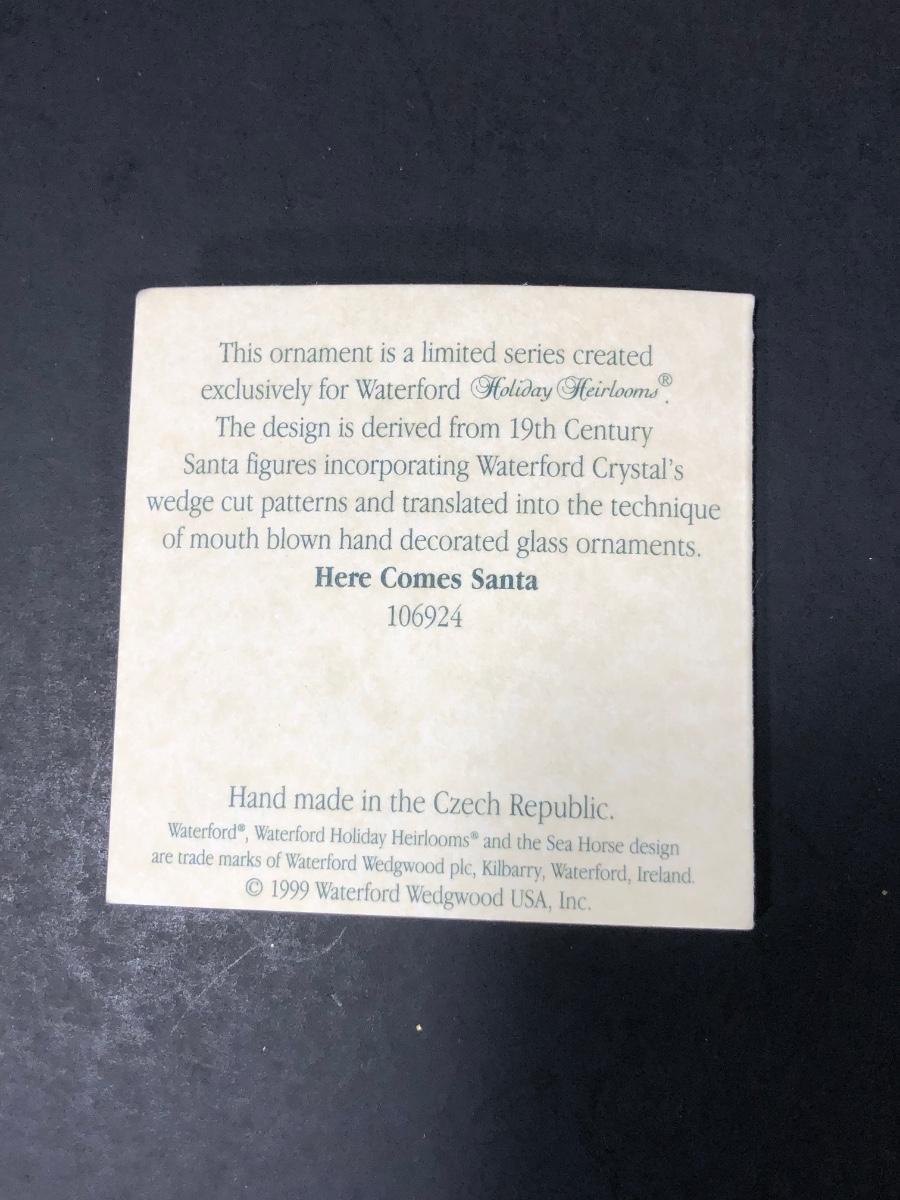 This ornament is a limited series created
exclusively for Waterford Holiday Heirlooms®.
The design is derived from 19th Century
Santa figures incorporating Waterford Crystal's
wedge cut patterns and translated into the technique
of mouth blown hand decorated glass ornaments.
Here Comes Santa
106924
Hand made in the Czech Republic.
Waterford®, Waterford Holiday Heirlooms® and the Sea Horse design
are trade marks of Waterford Wedgwood plc, Kilbarry, Waterford, Ireland.
© 1999 Waterford Wedgwood USA, Inc.